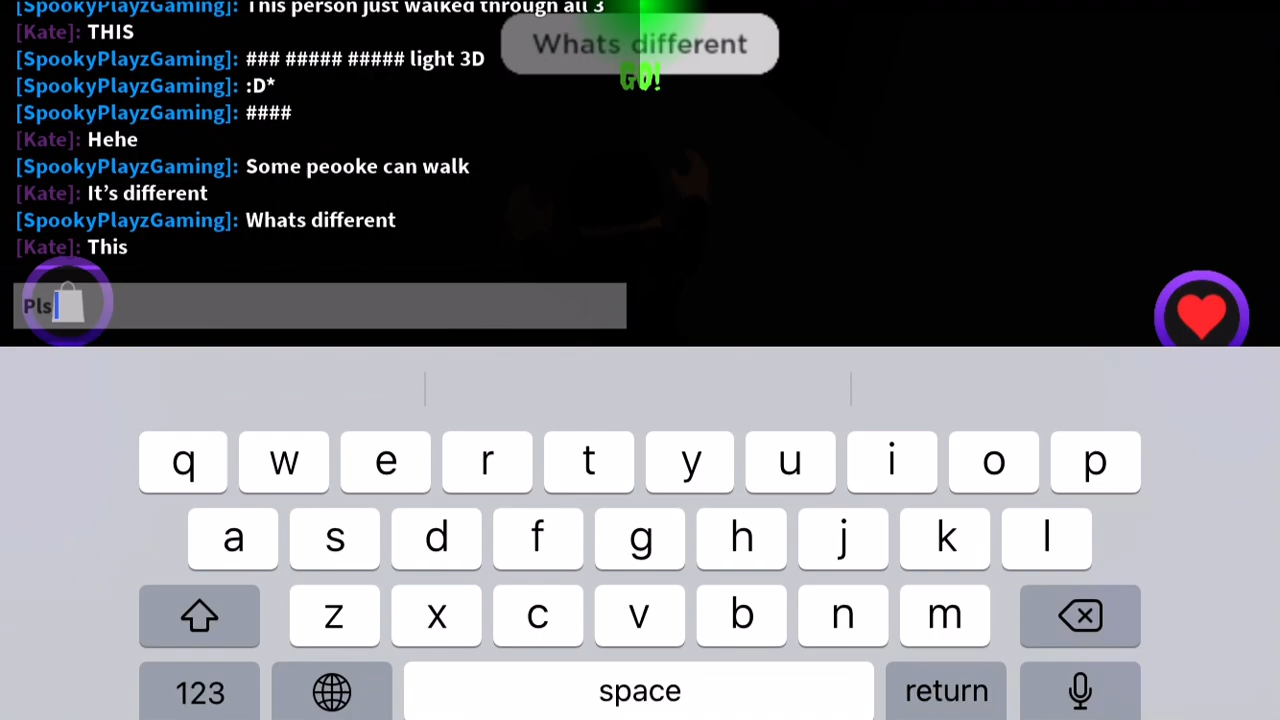 [SpookyPlayzGaming]: This person just walked through all 3
[Kate]: THIS
[SpookyPlayzGaming]: ### ##### ##### light 3D
[SpookyPlayzGaming]: :D*
[SpookyPlayzGaming]: ####
[Kate]: Hehe
[SpookyPlayzGaming]: Some peooke can walk
[Kate]: It’s different
[SpookyPlayzGaming]: Whats different
[Kate]: This
Whats different
GO!
Pls
q w e r t y u i o p
a s d f g h j k l
z x c v b n m
123 space return